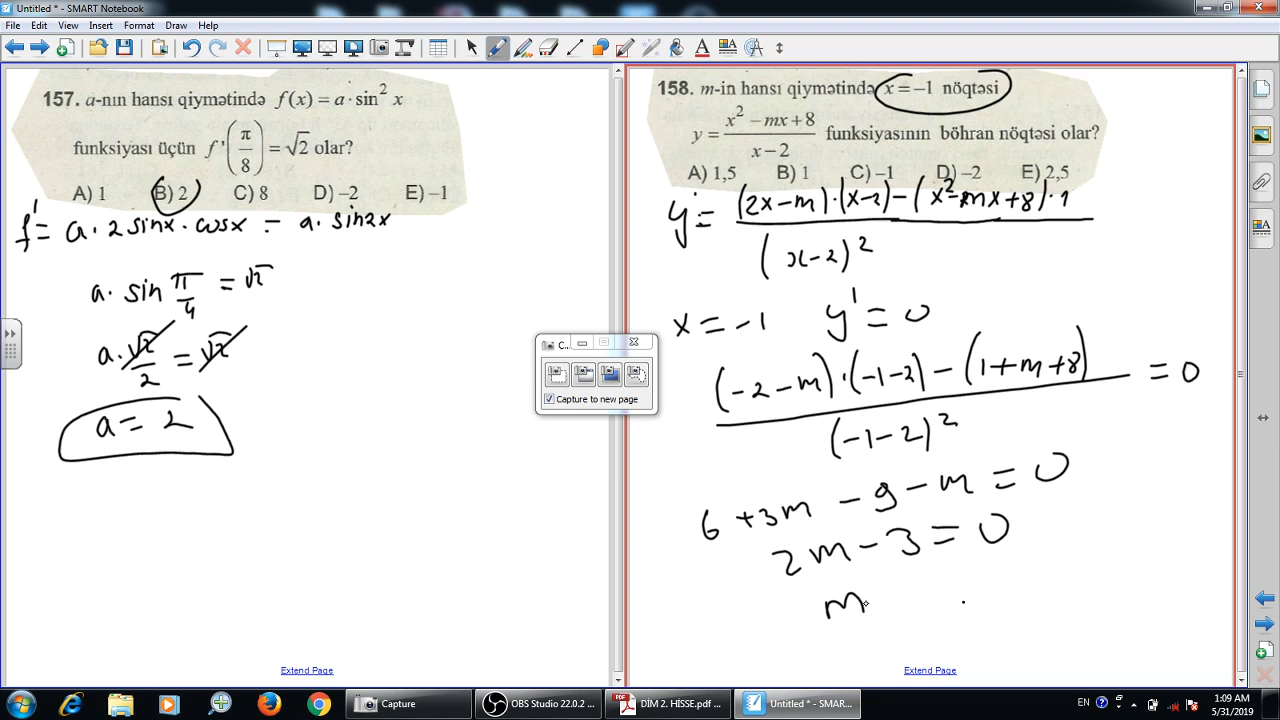 Untitled * - SMART Notebook
File Edit View Insert Format Draw Help
157. a-nın hansı qiymətində f(x) = a · sin² x
funksiyası üçün f'(π/8) = √2 olar?
A) 1 B) 2 C) 8 D) –2 E) –1
f' = a · 2 sinx · cosx = a · sin2x
a · sin π/4 = √2
a · √2/2 = √2
a = 2
Extend Page
158. m-in hansı qiymətində x = –1 nöqtəsi
y = (x² – mx + 8)/(x – 2) funksiyasının böhran nöqtəsi olar?
A) 1,5 B) 1 C) –1 D) –2 E) 2,5
y' = ((2x – m) · (x – 2) – (x² – mx + 8) · 1)/(x – 2)²
x = –1 y' = 0
((–2 – m) · (–1 – 2) – (1 + m + 8))/(–1 – 2)² = 0
6 + 3m – 9 – m = 0
2m – 3 = 0
m
Extend Page
C..
Capture to new page
Capture
OBS Studio 22.0.2 ...
DİM 2. HİSSE.pdf ...
Untitled * - SMAR...
EN
1:09 AM
5/31/2019